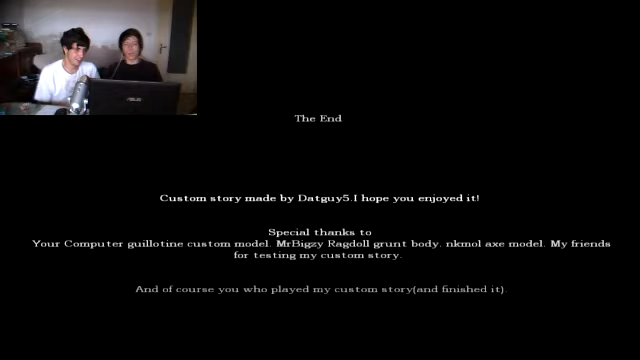 ASUS
The End
Custom story made by Datguy5.I hope you enjoyed it!
Special thanks to
Your Computer guillotine custom model. MrBigzy Ragdoll grunt body. nkmol axe model. My friends
for testing my custom story.
And of course you who played my custom story(and finished it).